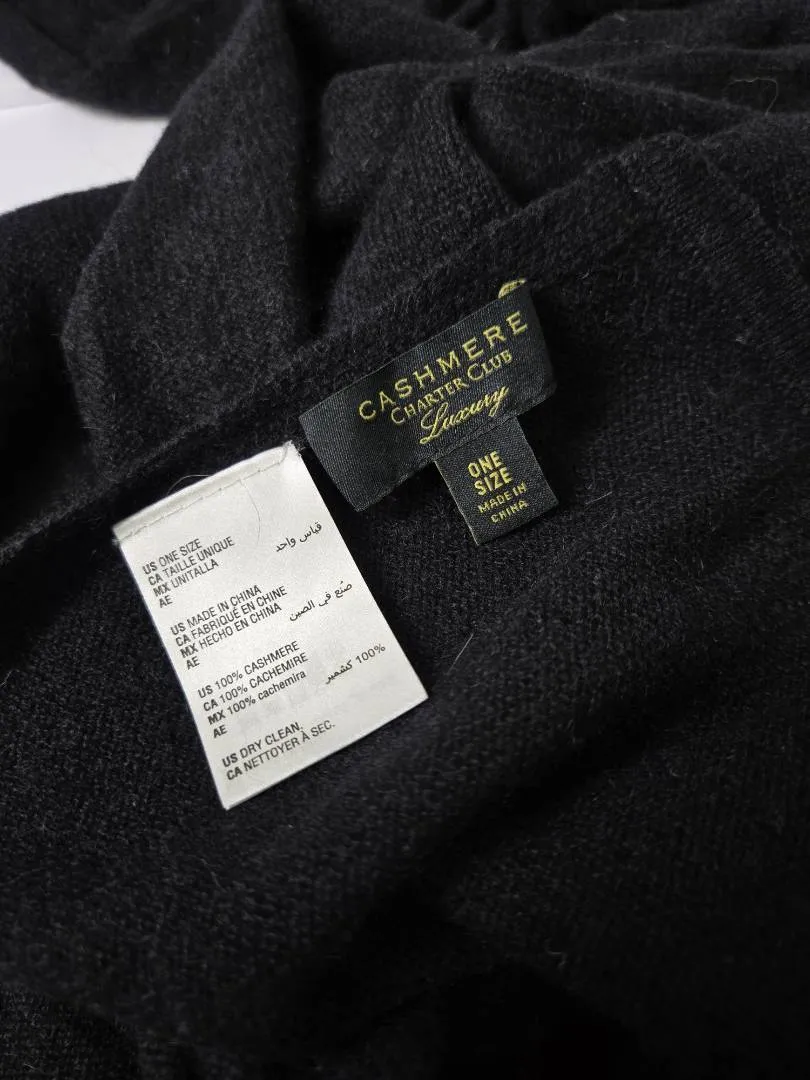 CASHMERE
CHARTER CLUB
Luxury
ONE
SIZE
MADE IN
CHINA
US ONE SIZE
CA TAILLE UNIQUE
MX UNITALLA
AE قياس واحد
US MADE IN CHINA
CA FABRIQUÉ EN CHINE
MX HECHO EN CHINA
AE صُنع في الصين
US 100% CASHMERE
CA 100% CACHEMIRE
MX 100% cachemira
AE 100% كشمير
US DRY CLEAN.
CA NETTOYER À SEC.